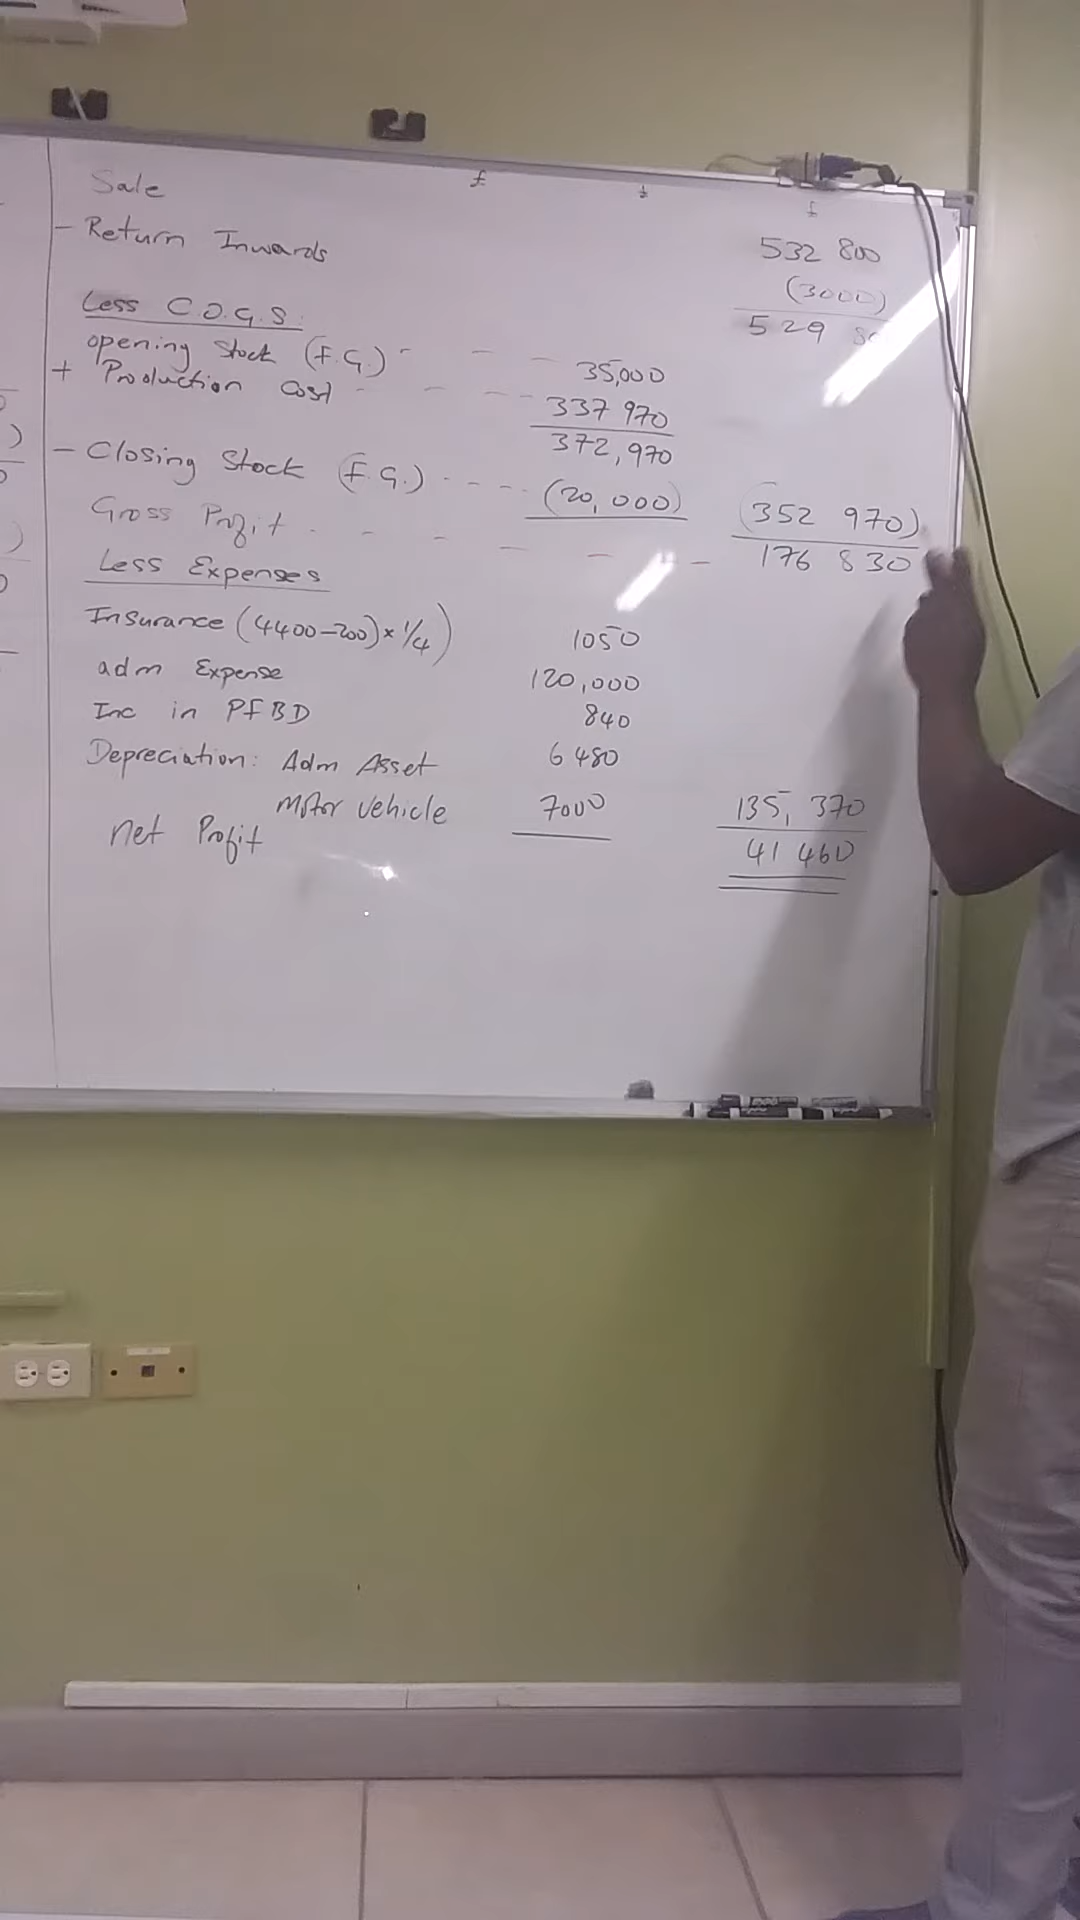 £ £ £
Sale 532 800
- Return Inwards (3000)
529
Less C.O.G.S:
opening Stock (F.G.) - - - 35,000
+ Production Cost - - - 337 970
372,970
- Closing Stock (F.G.) - - - - (20,000) (352 970)
Gross Profit - - - - - - 176 830
Less Expenses
Insurance (4400-200) x 1/4) 1050
adm Expense 120,000
Inc in PFBD 840
Depreciation: Adm Asset 6 480
Motor Vehicle 7000 135, 370
net Profit 41 460